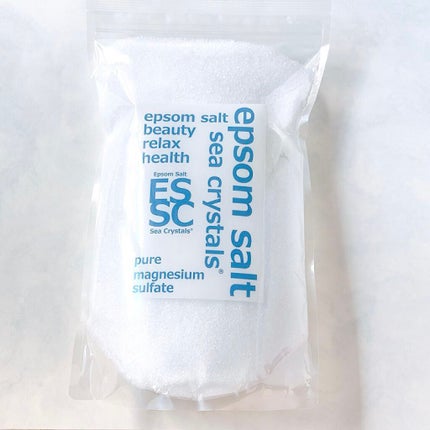 epsom salt
beauty
relax
health
Epsom Salt
ES
SC
Sea Crystals®
pure
magnesium
sulfate
sea crystals®
epsom salt